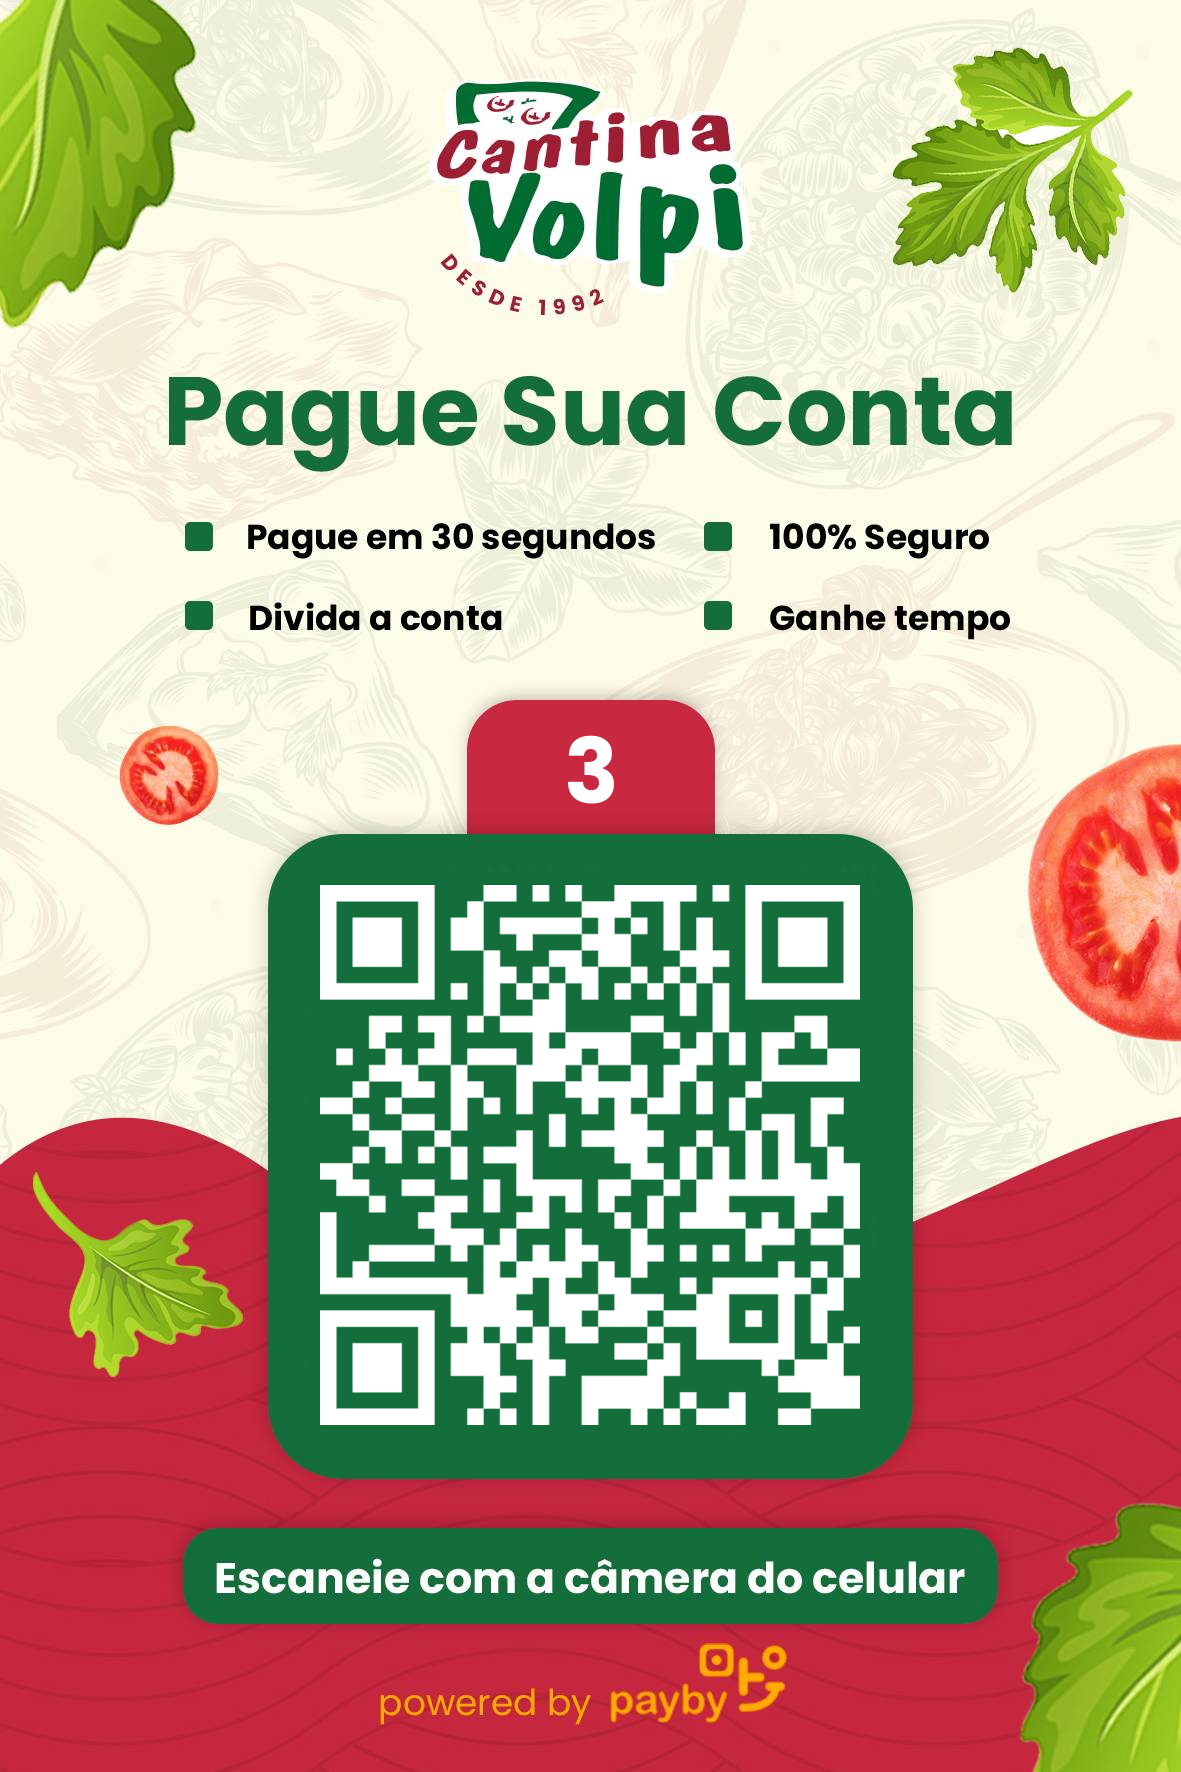 Cantina
Volpi
DESDE 1992
Pague Sua Conta
Pague em 30 segundos
100% Seguro
Divida a conta
Ganhe tempo
3
Escaneie com a câmera do celular
powered by payby